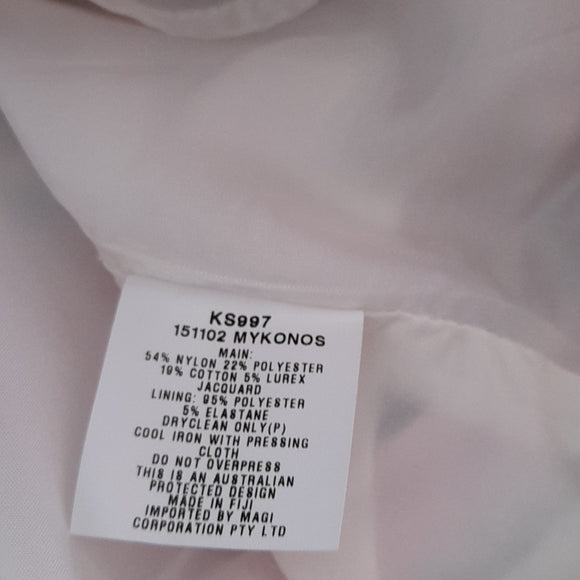 KS997
151102 MYKONOS
MAIN:
54% NYLON 22% POLYESTER
19% COTTON 5% LUREX
JACQUARD
LINING: 95% POLYESTER
5% ELASTANE
DRYCLEAN ONLY(P)
COOL IRON WITH PRESSING
CLOTH
DO NOT OVERPRESS
THIS IS AN AUSTRALIAN
PROTECTED DESIGN
MADE IN FIJI
IMPORTED BY MAGI
CORPORATION PTY LTD